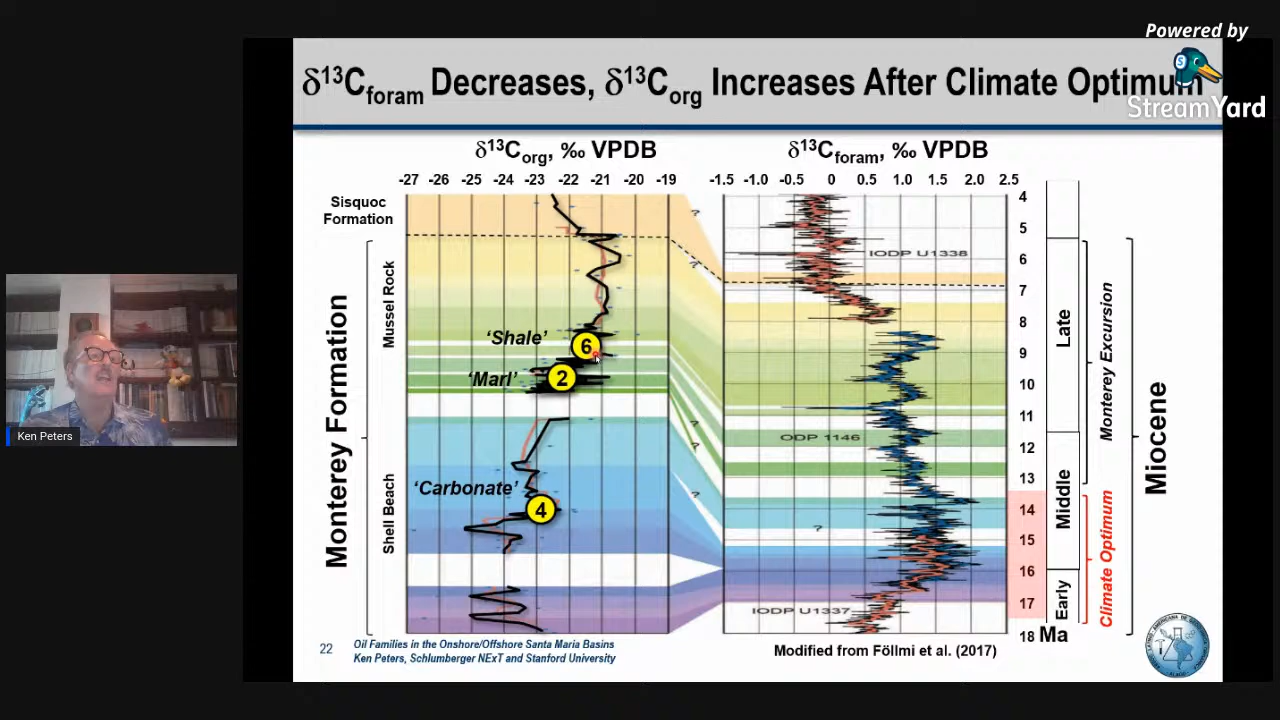 Powered by
StreamYard
δ13Cforam Decreases, δ13Corg Increases After Climate Optimum
δ13Corg, ‰ VPDB
δ13Cforam, ‰ VPDB
-27 -26 -25 -24 -23 -22 -21 -20 -19
-1.5 -1.0 -0.5 0 0.5 1.0 1.5 2.0 2.5
Sisquoc
Formation
Monterey Formation
Mussel Rock
Shell Beach
'Shale'
6
'Marl'
2
'Carbonate'
4
?
?
?
?
?
?
IODP U1338
ODP 1146
IODP U1337
4
5
6
7
8
9
10
11
12
13
14
15
16
17
18 Ma
Late
Middle
Early
Monterey Excursion
Climate Optimum
Miocene
Ken Peters
22
Oil Families in the Onshore/Offshore Santa Maria Basins
Ken Peters, Schlumberger NExT and Stanford University
Modified from Föllmi et al. (2017)